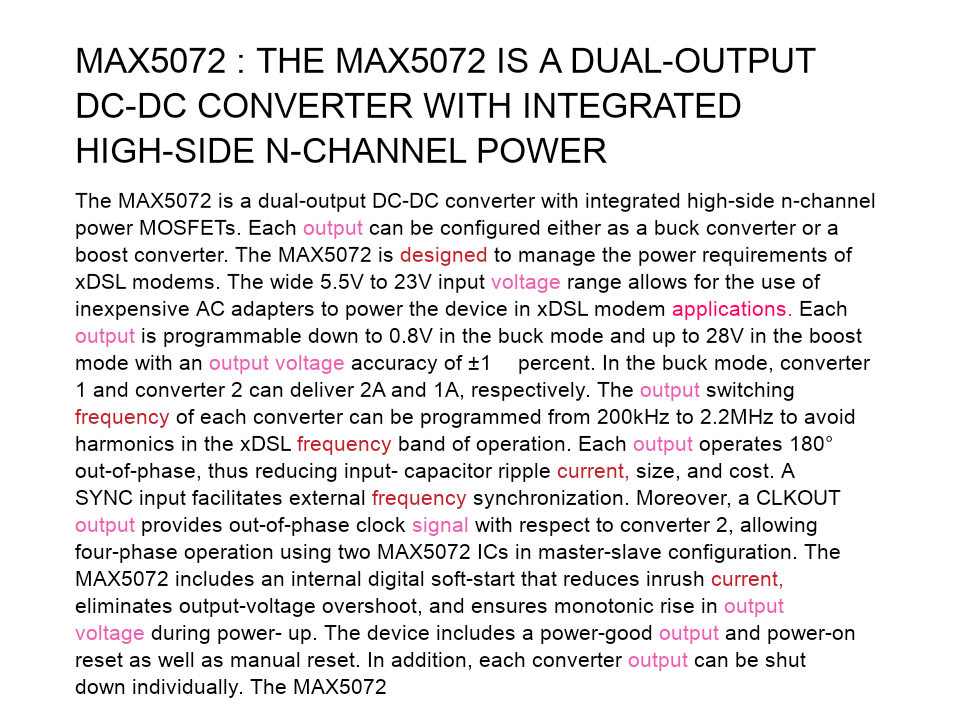 MAX5072 : THE MAX5072 IS A DUAL-OUTPUT
DC-DC CONVERTER WITH INTEGRATED
HIGH-SIDE N-CHANNEL POWER
The MAX5072 is a dual-output DC-DC converter with integrated high-side n-channel
power MOSFETs. Each output can be configured either as a buck converter or a
boost converter. The MAX5072 is designed to manage the power requirements of
xDSL modems. The wide 5.5V to 23V input voltage range allows for the use of
inexpensive AC adapters to power the device in xDSL modem applications. Each
output is programmable down to 0.8V in the buck mode and up to 28V in the boost
mode with an output voltage accuracy of ±1 percent. In the buck mode, converter
1 and converter 2 can deliver 2A and 1A, respectively. The output switching
frequency of each converter can be programmed from 200kHz to 2.2MHz to avoid
harmonics in the xDSL frequency band of operation. Each output operates 180°
out-of-phase, thus reducing input- capacitor ripple current, size, and cost. A
SYNC input facilitates external frequency synchronization. Moreover, a CLKOUT
output provides out-of-phase clock signal with respect to converter 2, allowing
four-phase operation using two MAX5072 ICs in master-slave configuration. The
MAX5072 includes an internal digital soft-start that reduces inrush current,
eliminates output-voltage overshoot, and ensures monotonic rise in output
voltage during power- up. The device includes a power-good output and power-on
reset as well as manual reset. In addition, each converter output can be shut
down individually. The MAX5072